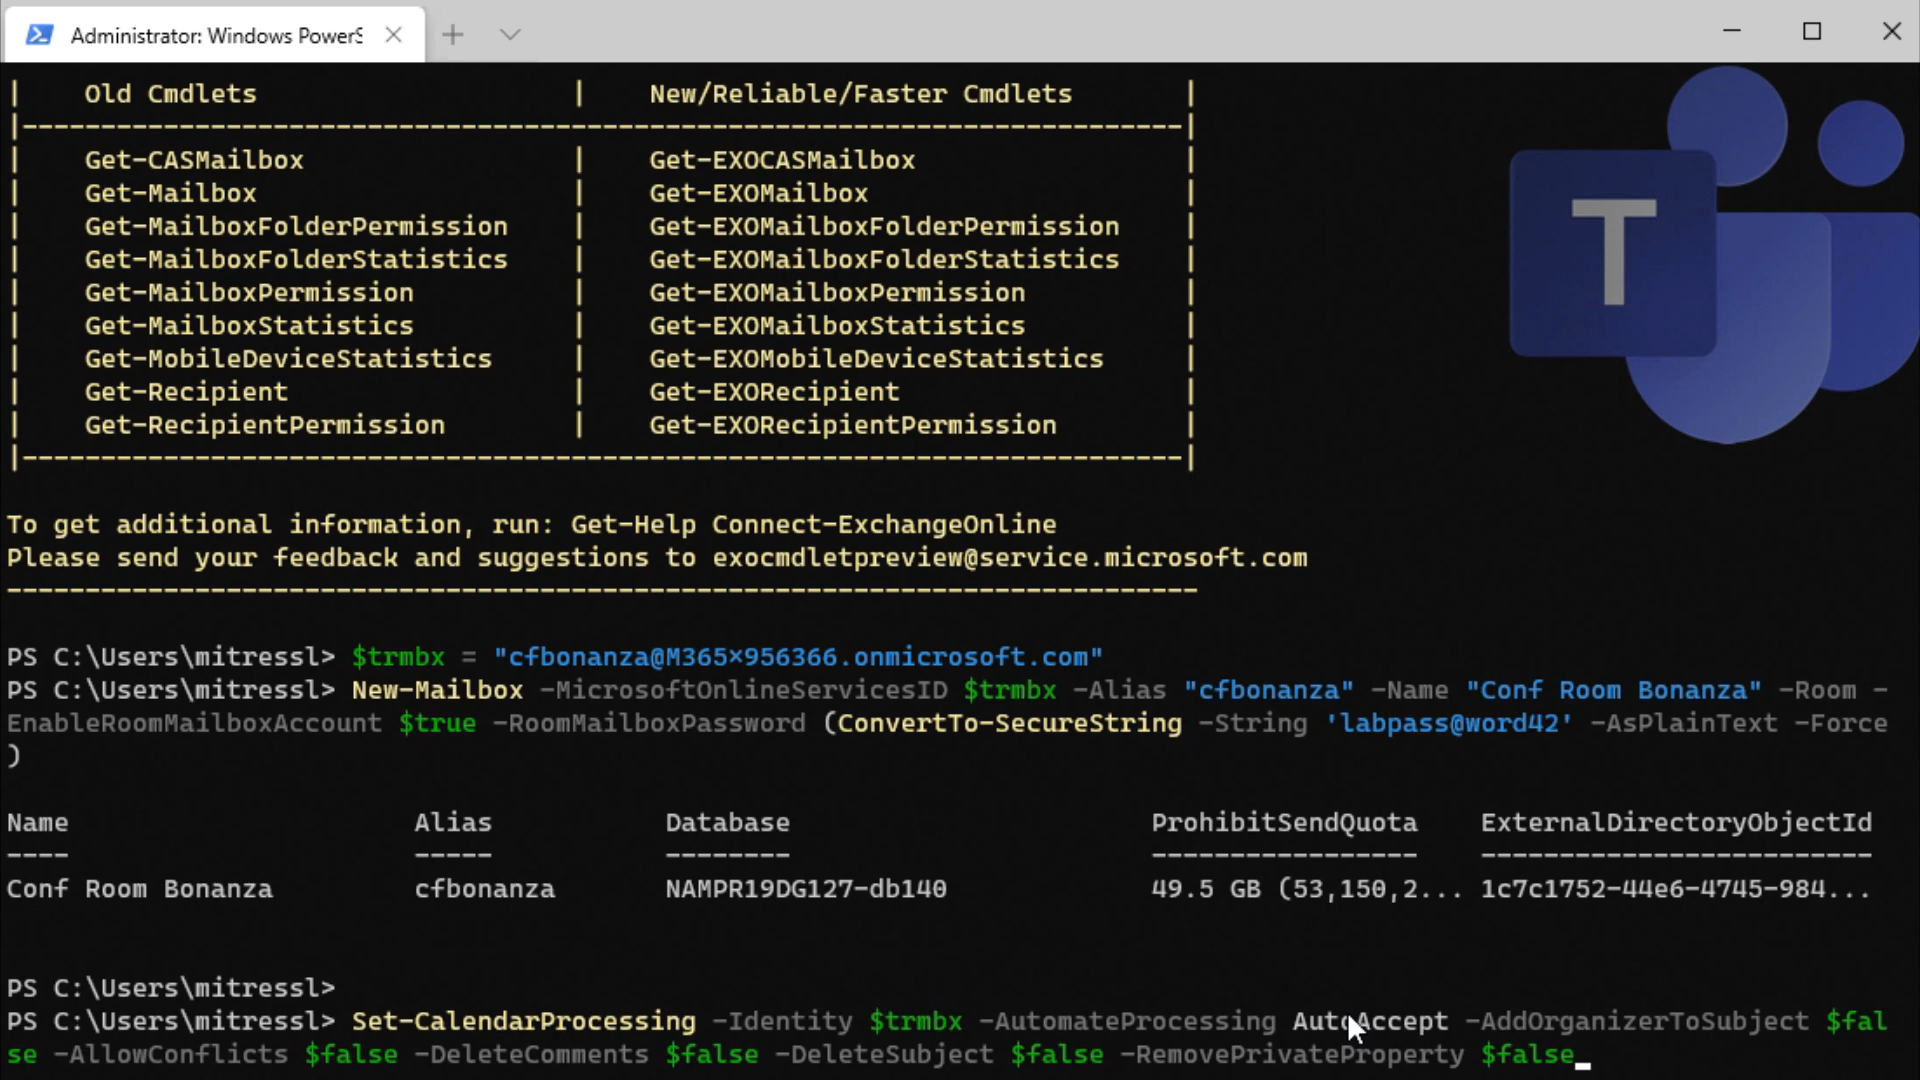 Administrator: Windows PowerS
| Old Cmdlets | New/Reliable/Faster Cmdlets |
|--------------------------------------------------------------------------|
| Get-CASMailbox | Get-EXOCASMailbox |
| Get-Mailbox | Get-EXOMailbox |
| Get-MailboxFolderPermission | Get-EXOMailboxFolderPermission |
| Get-MailboxFolderStatistics | Get-EXOMailboxFolderStatistics |
| Get-MailboxPermission | Get-EXOMailboxPermission |
| Get-MailboxStatistics | Get-EXOMailboxStatistics |
| Get-MobileDeviceStatistics | Get-EXOMobileDeviceStatistics |
| Get-Recipient | Get-EXORecipient |
| Get-RecipientPermission | Get-EXORecipientPermission |
|--------------------------------------------------------------------------|
T
To get additional information, run: Get-Help Connect-ExchangeOnline
Please send your feedback and suggestions to exocmdletpreview@service.microsoft.com
----------------------------------------------------------------------------
PS C:\Users\mitressl> $trmbx = "cfbonanza@M365x956366.onmicrosoft.com"
PS C:\Users\mitressl> New-Mailbox -MicrosoftOnlineServicesID $trmbx -Alias "cfbonanza" -Name "Conf Room Bonanza" -Room -
EnableRoomMailboxAccount $true -RoomMailboxPassword (ConvertTo-SecureString -String 'labpass@word42' -AsPlainText -Force
)
Name Alias Database ProhibitSendQuota ExternalDirectoryObjectId
---- ----- -------- ----------------- -------------------------
Conf Room Bonanza cfbonanza NAMPR19DG127-db140 49.5 GB (53,150,2... 1c7c1752-44e6-4745-984...
PS C:\Users\mitressl>
PS C:\Users\mitressl> Set-CalendarProcessing -Identity $trmbx -AutomateProcessing AutoAccept -AddOrganizerToSubject $fal
se -AllowConflicts $false -DeleteComments $false -DeleteSubject $false -RemovePrivateProperty $false